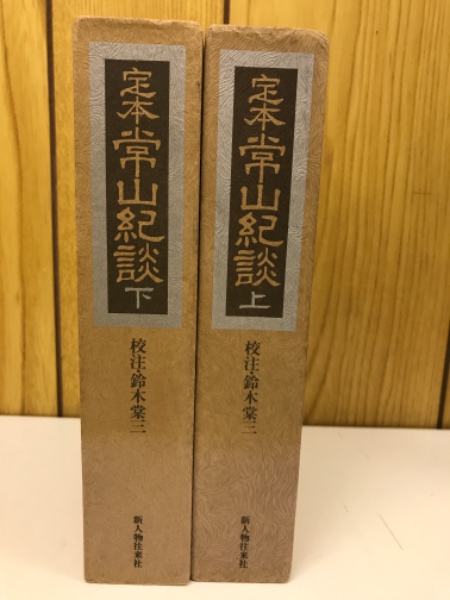 定本常山紀談
上
校注・鈴木棠三
新人物往来社
定本常山紀談
下
校注・鈴木棠三
新人物往来社